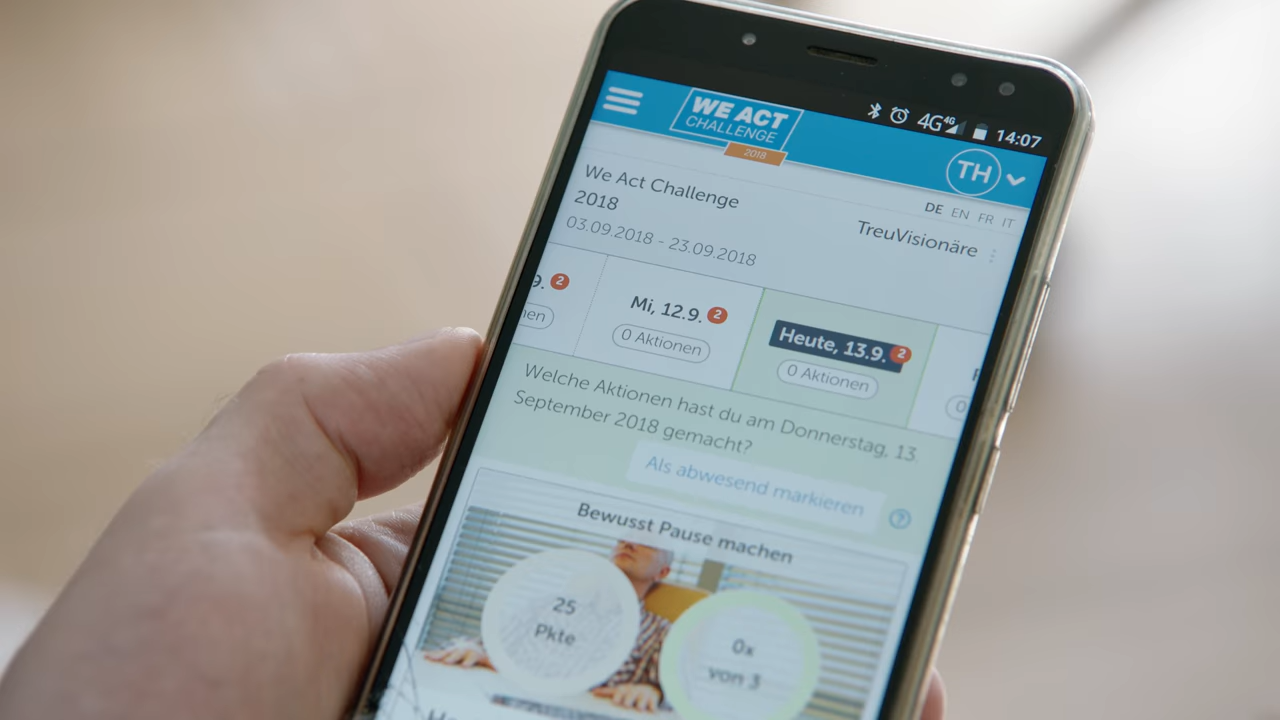 4G 4G 14:07
WE ACT
CHALLENGE
2018
TH
DE EN FR IT
We Act Challenge
2018
TreuVisionäre
03.09.2018 - 23.09.2018
9. 2
Mi, 12.9. 2
0 Aktionen
Heute, 13.9. 2
0 Aktionen
Welche Aktionen hast du am Donnerstag, 13.
September 2018 gemacht?
Als abwesend markieren
?
Bewusst Pause machen
25
Pkte
0x
von 3